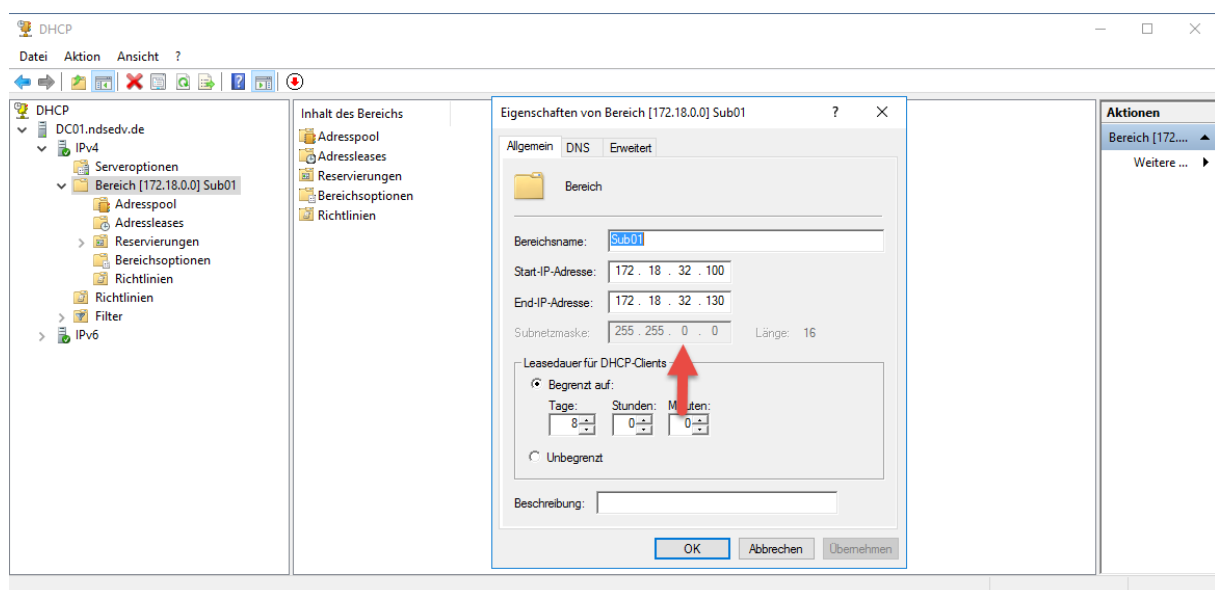 DHCP
Datei Aktion Ansicht ?
DHCP
DC01.ndsedv.de
IPv4
Serveroptionen
Bereich [172.18.0.0] Sub01
Adresspool
Adressleases
Reservierungen
Bereichsoptionen
Richtlinien
Richtlinien
Filter
IPv6
Inhalt des Bereichs
Adresspool
Adressleases
Reservierungen
Bereichsoptionen
Richtlinien
Eigenschaften von Bereich [172.18.0.0] Sub01 ?
Allgemein DNS Erweitert
Bereich
Bereichsname: Sub01
Start-IP-Adresse: 172 . 18 . 32 . 100
End-IP-Adresse: 172 . 18 . 32 . 130
Subnetzmaske: 255 . 255 . 0 . 0 Länge: 16
Leasedauer für DHCP-Clients
Begrenzt auf:
Tage: Stunden: Minuten:
8 0 0
Unbegrenzt
Beschreibung:
OK Abbrechen Übernehmen
Aktionen
Bereich [172....
Weitere ...